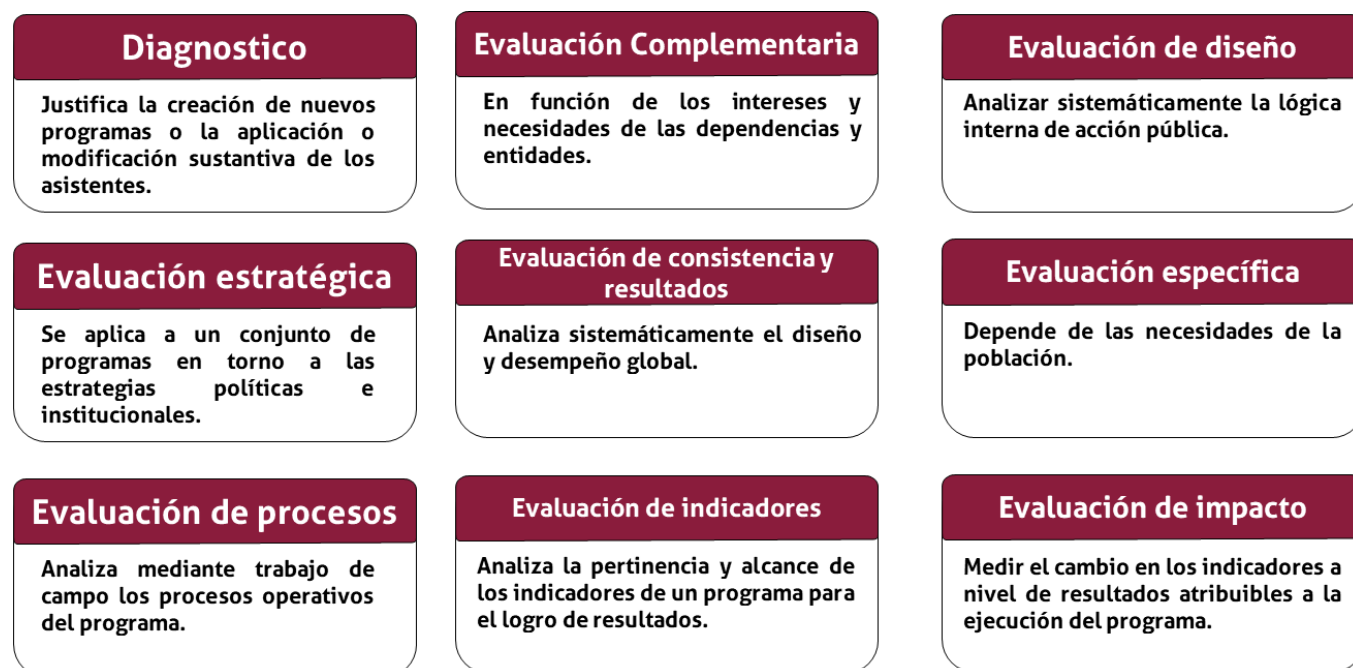 Diagnostico
Justifica la creación de nuevos
programas o la aplicación o
modificación sustantiva de los
asistentes.
Evaluación Complementaria
En función de los intereses y
necesidades de las dependencias y
entidades.
Evaluación de diseño
Analizar sistemáticamente la lógica
interna de acción pública.
Evaluación estratégica
Se aplica a un conjunto de
programas en torno a las
estrategias políticas e
institucionales.
Evaluación de consistencia y
resultados
Analiza sistemáticamente el diseño
y desempeño global.
Evaluación específica
Depende de las necesidades de la
población.
Evaluación de procesos
Analiza mediante trabajo de
campo los procesos operativos
del programa.
Evaluación de indicadores
Analiza la pertinencia y alcance de
los indicadores de un programa para
el logro de resultados.
Evaluación de impacto
Medir el cambio en los indicadores a
nivel de resultados atribuibles a la
ejecución del programa.